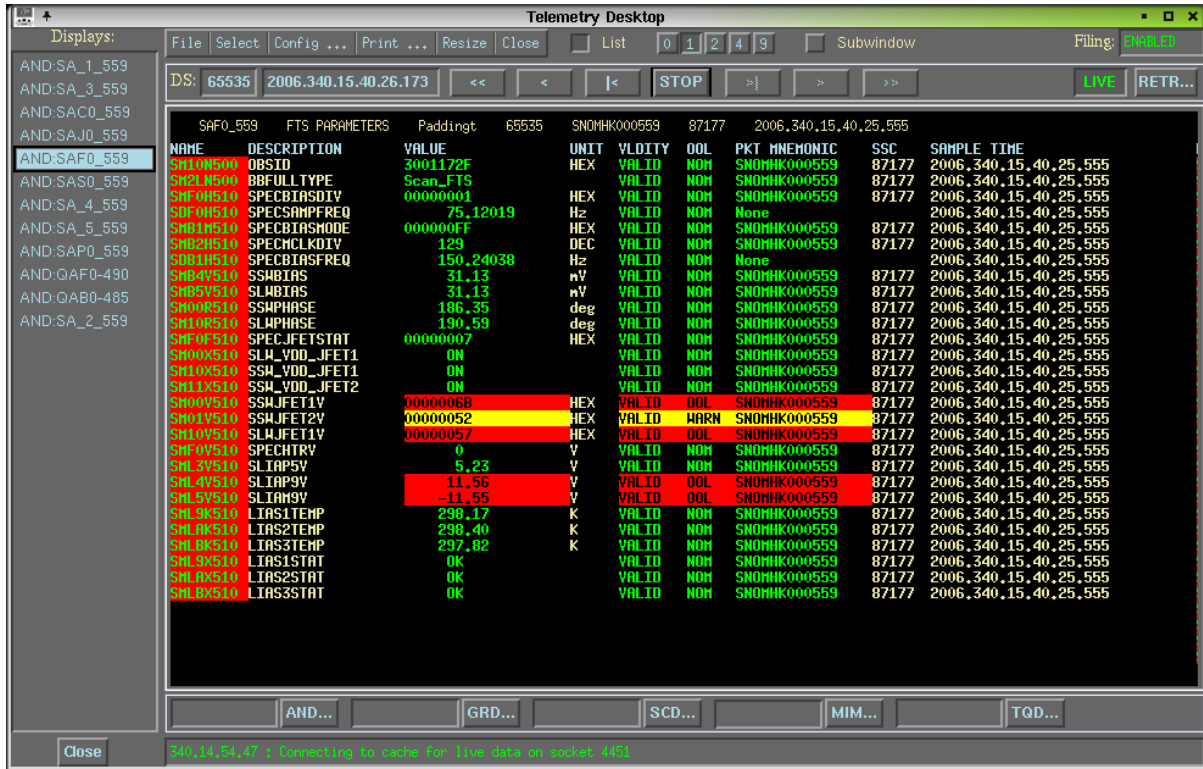 Telemetry Desktop
Displays:
AND:SA_1_559
AND:SA_3_559
AND:SAC0_559
AND:SAJ0_559
AND:SAF0_559
AND:SAS0_559
AND:SA_4_559
AND:SA_5_559
AND:SAP0_559
AND:QAF0-490
AND:QAB0-485
AND:SA_2_559
Close
File Select Config ... Print ... Resize Close List 0 1 2 4 9 Subwindow Filing: ENABLED
DS: 65535 2006.340.15.40.26.173 << < |< STOP >| > >> LIVE RETR...
SAF0_559 FTS PARAMETERS Paddingt 65535 SNOMHK000559 87177 2006.340.15.40.25.555
NAME DESCRIPTION VALUE UNIT VLDITY OOL PKT MNEMONIC SSC SAMPLE TIME
SM10N500 OBSID 3001172F HEX VALID NOM SNOMHK000559 87177 2006.340.15.40.25.555
SM2LN500 BBFULLTYPE Scan_FTS VALID NOM SNOMHK000559 87177 2006.340.15.40.25.555
SMF0H510 SPECBIASDIV 00000001 HEX VALID NOM SNOMHK000559 87177 2006.340.15.40.25.555
SDF0H510 SPECSAMPFREQ 75.12019 Hz VALID NOM None 2006.340.15.40.25.555
SMB1M510 SPECBIASMODE 000000FF HEX VALID NOM SNOMHK000559 87177 2006.340.15.40.25.555
SMB2H510 SPECMCLKDIV 129 DEC VALID NOM SNOMHK000559 87177 2006.340.15.40.25.555
SDB1H510 SPECBIASFREQ 150.24038 Hz VALID NOM None 2006.340.15.40.25.555
SMB4V510 SSWBIAS 31.13 mV VALID NOM SNOMHK000559 87177 2006.340.15.40.25.555
SMB5V510 SLWBIAS 31.13 mV VALID NOM SNOMHK000559 87177 2006.340.15.40.25.555
SM00R510 SSWPHASE 186.35 deg VALID NOM SNOMHK000559 87177 2006.340.15.40.25.555
SM10R510 SLWPHASE 190.59 deg VALID NOM SNOMHK000559 87177 2006.340.15.40.25.555
SMF0F510 SPECJFETSTAT 00000007 HEX VALID NOM SNOMHK000559 87177 2006.340.15.40.25.555
SM00X510 SLW_VDD_JFET1 ON VALID NOM SNOMHK000559 87177 2006.340.15.40.25.555
SM10X510 SSW_VDD_JFET1 ON VALID NOM SNOMHK000559 87177 2006.340.15.40.25.555
SM11X510 SSW_VDD_JFET2 ON VALID NOM SNOMHK000559 87177 2006.340.15.40.25.555
SM00V510 SSWJFET1V 0000006B HEX VALID OOL SNOMHK000559 87177 2006.340.15.40.25.555
SM01V510 SSWJFET2V 00000052 HEX VALID WARN SNOMHK000559 87177 2006.340.15.40.25.555
SM10V510 SLWJFET1V 00000057 HEX VALID OOL SNOMHK000559 87177 2006.340.15.40.25.555
SMF0V510 SPECHTRV 0 V VALID NOM SNOMHK000559 87177 2006.340.15.40.25.555
SML3V510 SLIAP5V 5.23 V VALID NOM SNOMHK000559 87177 2006.340.15.40.25.555
SML4V510 SLIAP9V 11.56 V VALID OOL SNOMHK000559 87177 2006.340.15.40.25.555
SML5V510 SLIAM9V -11.55 V VALID OOL SNOMHK000559 87177 2006.340.15.40.25.555
SML9K510 LIAS1TEMP 298.17 K VALID NOM SNOMHK000559 87177 2006.340.15.40.25.555
SMLAK510 LIAS2TEMP 298.40 K VALID NOM SNOMHK000559 87177 2006.340.15.40.25.555
SMLBK510 LIAS3TEMP 297.82 K VALID NOM SNOMHK000559 87177 2006.340.15.40.25.555
SML9X510 LIAS1STAT OK VALID NOM SNOMHK000559 87177 2006.340.15.40.25.555
SMLAX510 LIAS2STAT OK VALID NOM SNOMHK000559 87177 2006.340.15.40.25.555
SMLBX510 LIAS3STAT OK VALID NOM SNOMHK000559 87177 2006.340.15.40.25.555
AND... GRD... SCD... MIM... TQD...
340.14.54.47 : Connecting to cache for live data on socket 4451